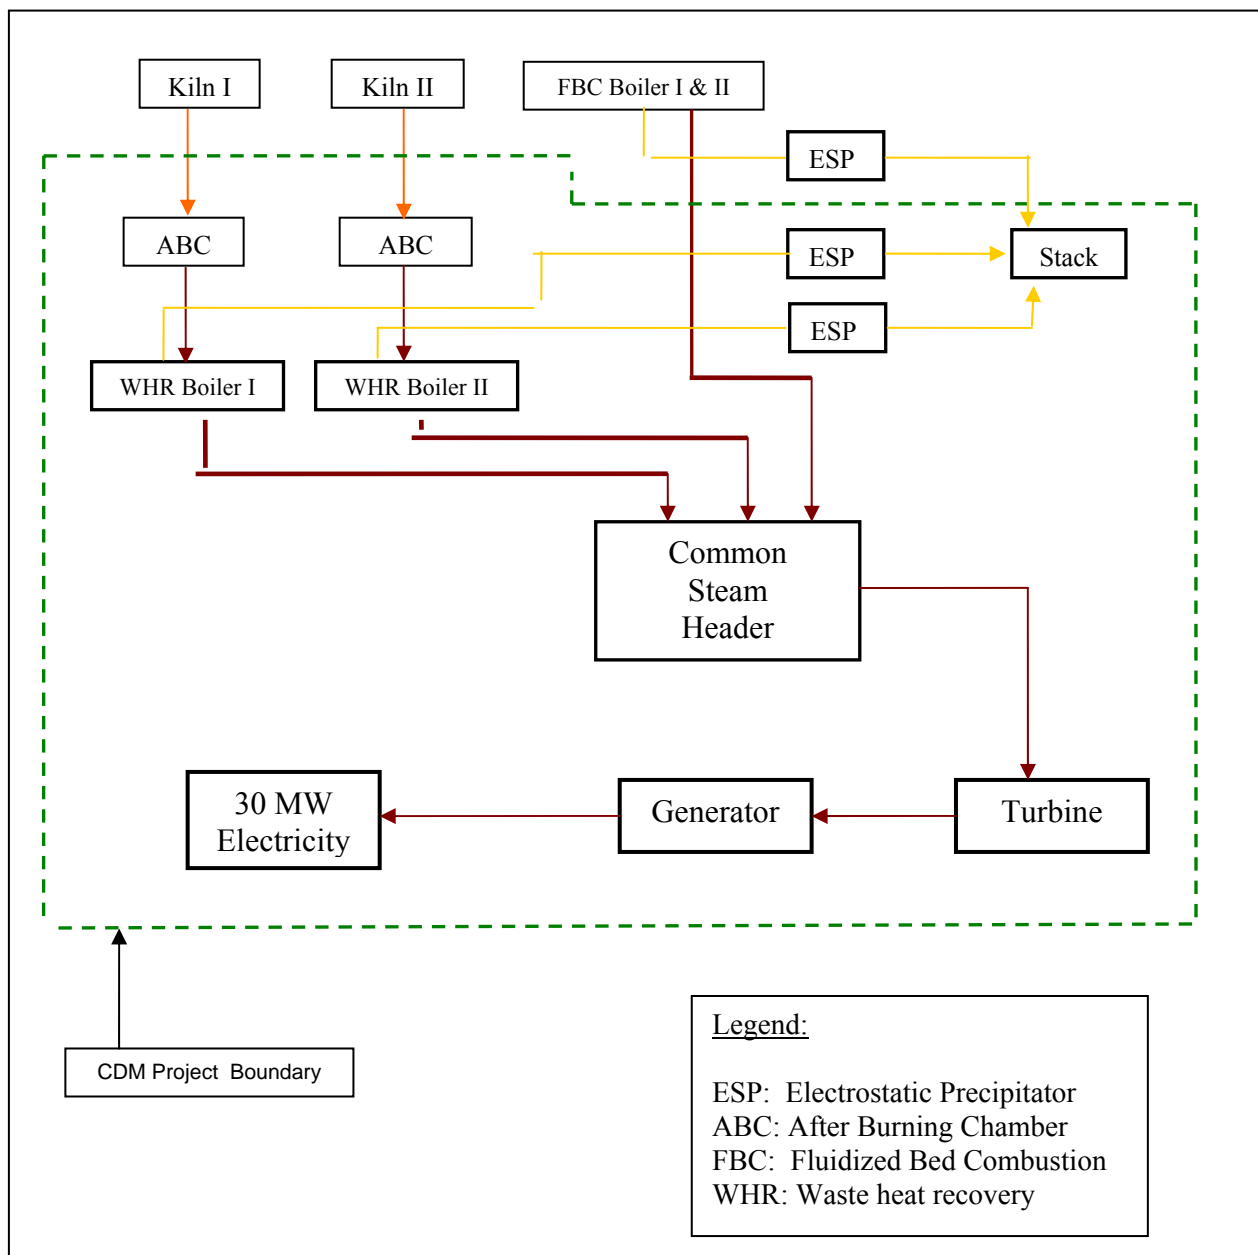 Kiln I
Kiln II
FBC Boiler I & II
ESP
ABC
ABC
ESP
Stack
ESP
WHR Boiler I
WHR Boiler II
Common
Steam
Header
30 MW
Electricity
Generator
Turbine
CDM Project Boundary
Legend:
ESP: Electrostatic Precipitator
ABC: After Burning Chamber
FBC: Fluidized Bed Combustion
WHR: Waste heat recovery